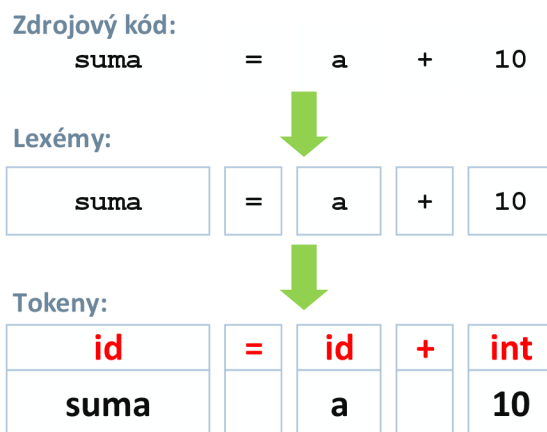 Zdrojový kód:
suma = a + 10
Lexémy:
suma = a + 10
Tokeny:
id = id + int
suma a 10